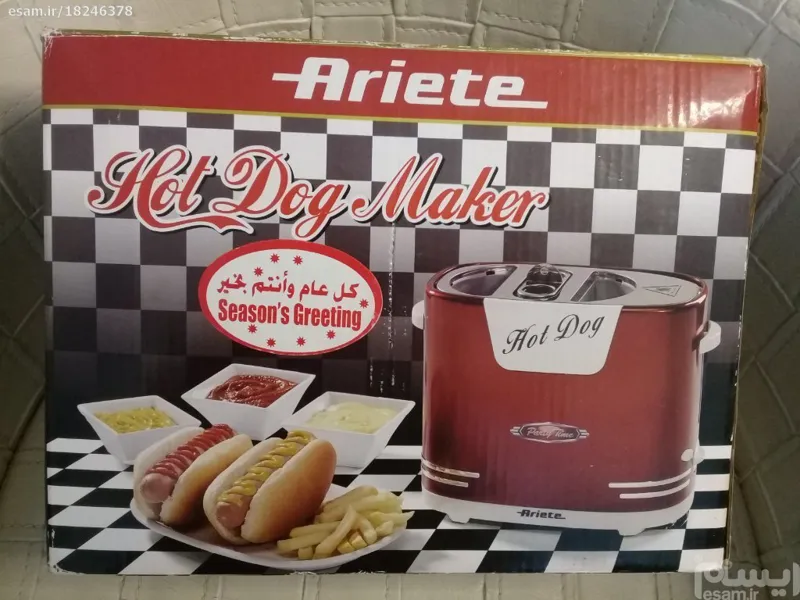 esam.ir/18246378
Ariete
Hot Dog Maker
كل عام وأنتم بخير
Season's Greeting
Hot Dog
Party Time
Ariete
ایسام
esam.ir